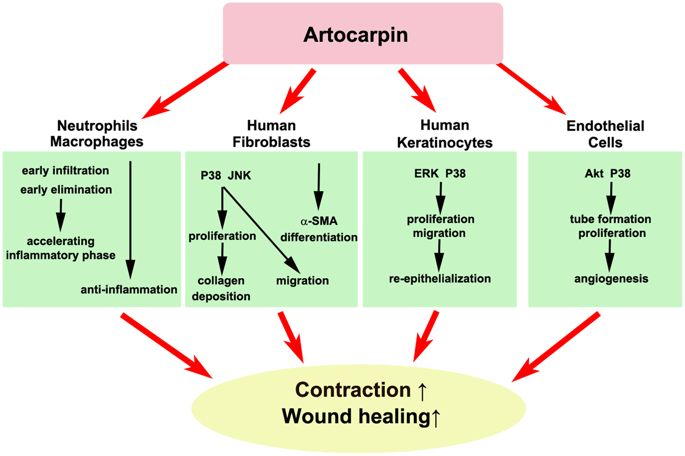 Artocarpin
Neutrophils
Macrophages
early infiltration
early elimination
accelerating
inflammatory phase
anti-inflammation
Human
Fibroblasts
P38 JNK
proliferation
collagen
deposition
migration
α-SMA
differentiation
Human
Keratinocytes
ERK P38
proliferation
migration
re-epithelialization
Endothelial
Cells
Akt P38
tube formation
proliferation
angiogenesis
Contraction ↑
Wound healing↑